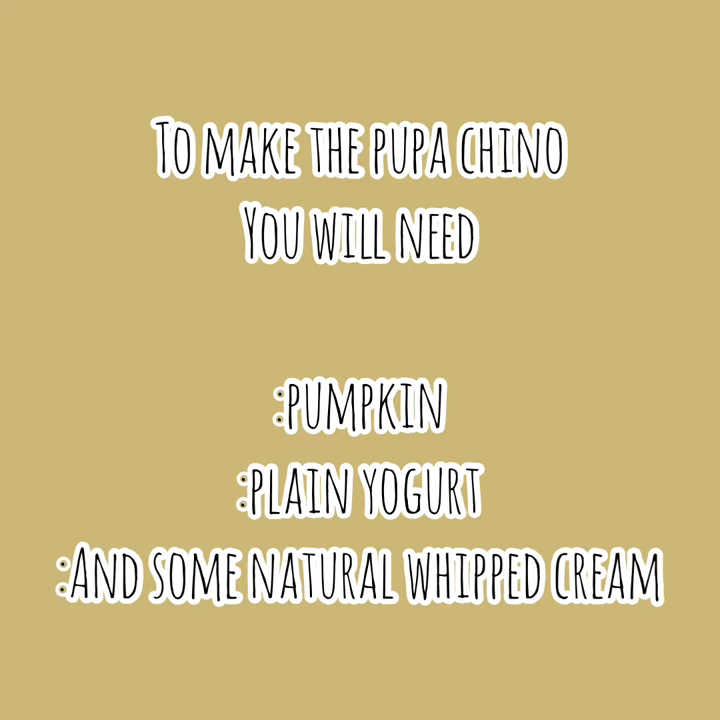 To make the pupa chino
You will need
:pumpkin
:plain yogurt
:And some natural whipped cream